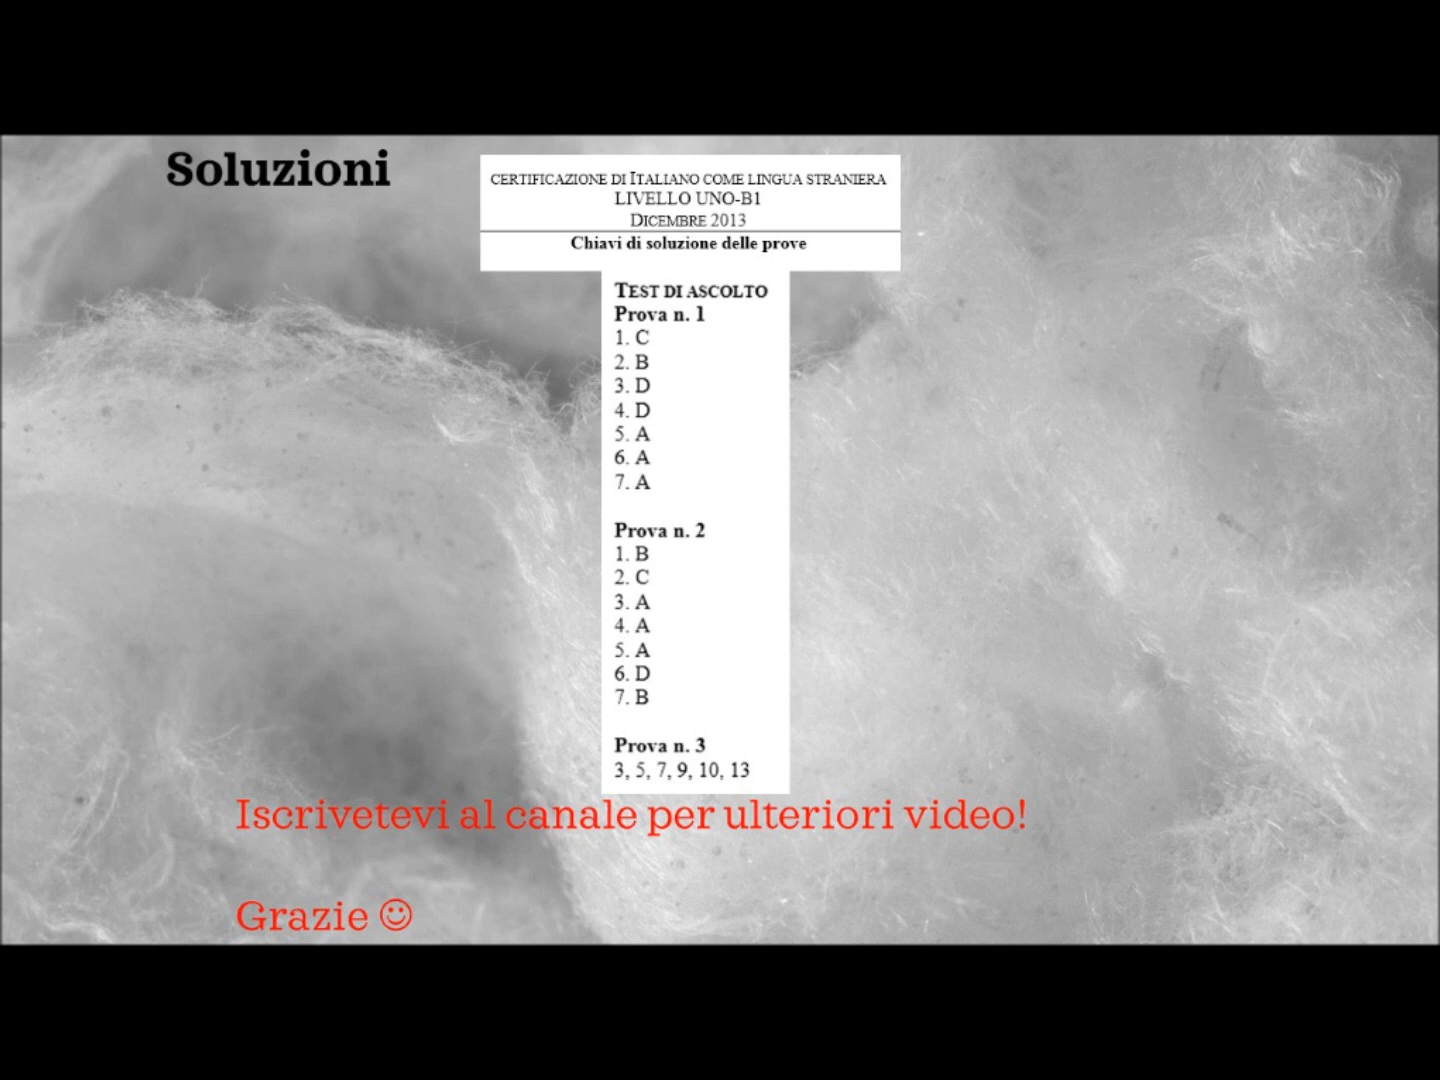 Soluzioni
CERTIFICAZIONE DI ITALIANO COME LINGUA STRANIERA
LIVELLO UNO-B1
DICEMBRE 2013
Chiavi di soluzione delle prove
TEST DI ASCOLTO
Prova n. 1
1. C
2. B
3. D
4. D
5. A
6. A
7. A
Prova n. 2
1. B
2. C
3. A
4. A
5. A
6. D
7. B
Prova n. 3
3, 5, 7, 9, 10, 13
Iscrivetevi al canale per ulteriori video!
Grazie ☺